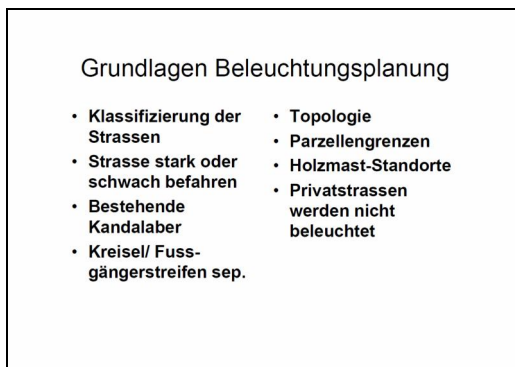 Grundlagen Beleuchtungsplanung
• Klassifizierung der
Strassen
• Strasse stark oder
schwach befahren
• Bestehende
Kandalaber
• Kreisel/ Fuss-
gängerstreifen sep.
• Topologie
• Parzellengrenzen
• Holzmast-Standorte
• Privatstrassen
werden nicht
beleuchtet